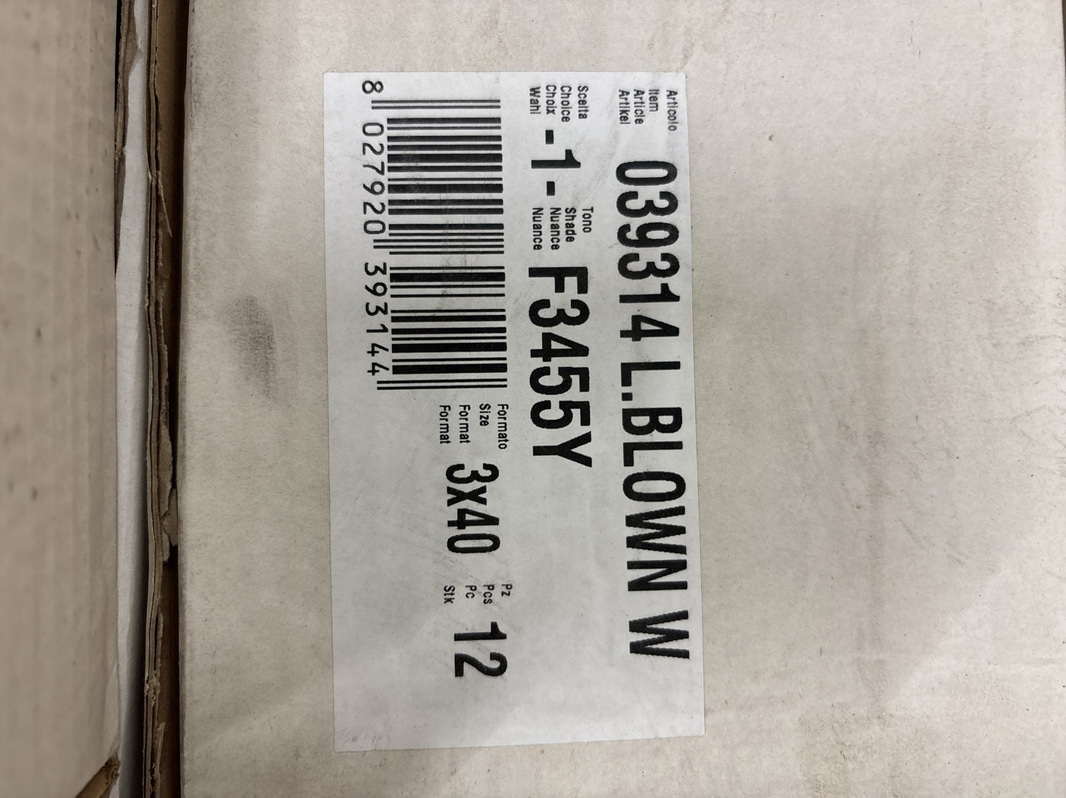 Articolo
Item
Article
Artikel
039314 L.BLOWN W
Scelta
Choice
Choix
Wahl
-1-
Tono
Shade
Nuance
Nuance
F3455Y
8 027920 393144
Formato
Size
Format
Format
3x40
Pz
Pcs
Pc
Stk
12